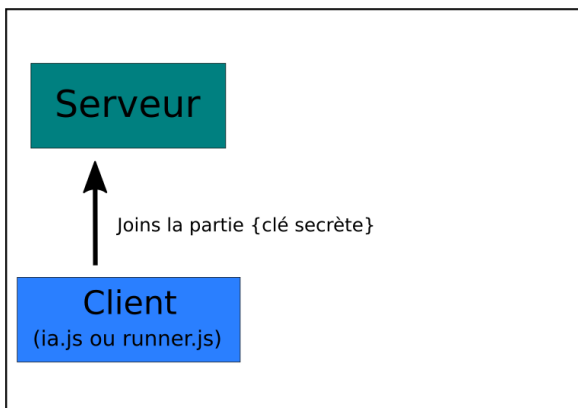 Serveur
Joins la partie {clé secrète}
Client
(ia.js ou runner.js)